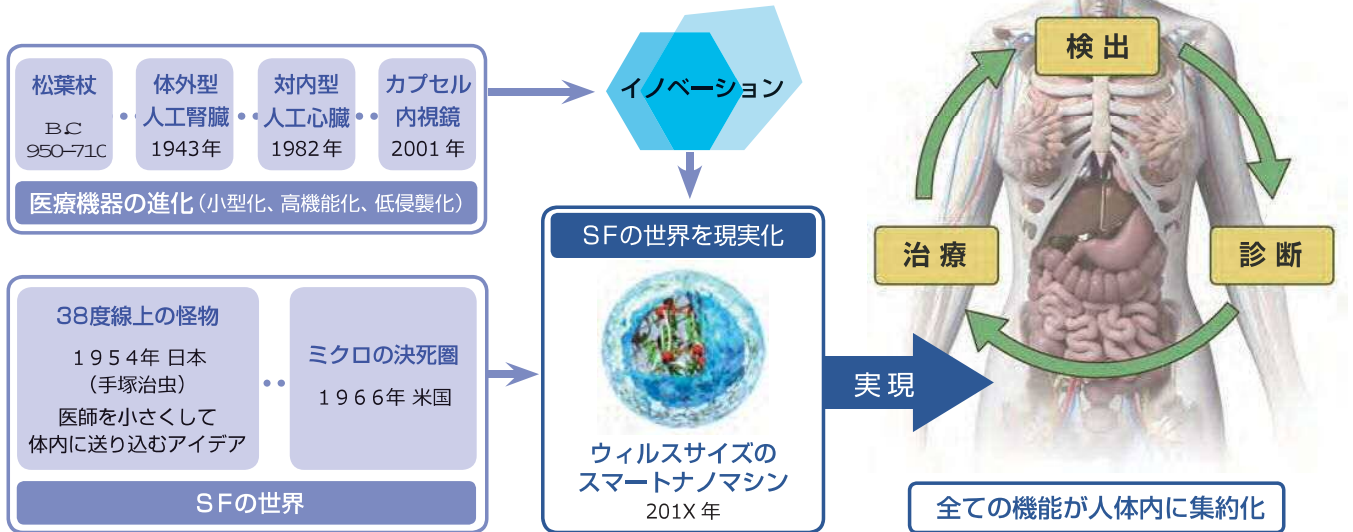 松葉杖
B.C
950-710
体外型
人工腎臓
1943年
対内型
人工心臓
1982年
カプセル
内視鏡
2001年
医療機器の進化(小型化、高機能化、低侵襲化)
38度線上の怪物
1954年 日本
(手塚治虫)
医師を小さくして
体内に送り込むアイデア
ミクロの決死圏
1966年 米国
SFの世界
イノベーション
SFの世界を現実化
ウィルスサイズの
スマートナノマシン
201X年
実現
検出
診断
治療
全ての機能が人体内に集約化